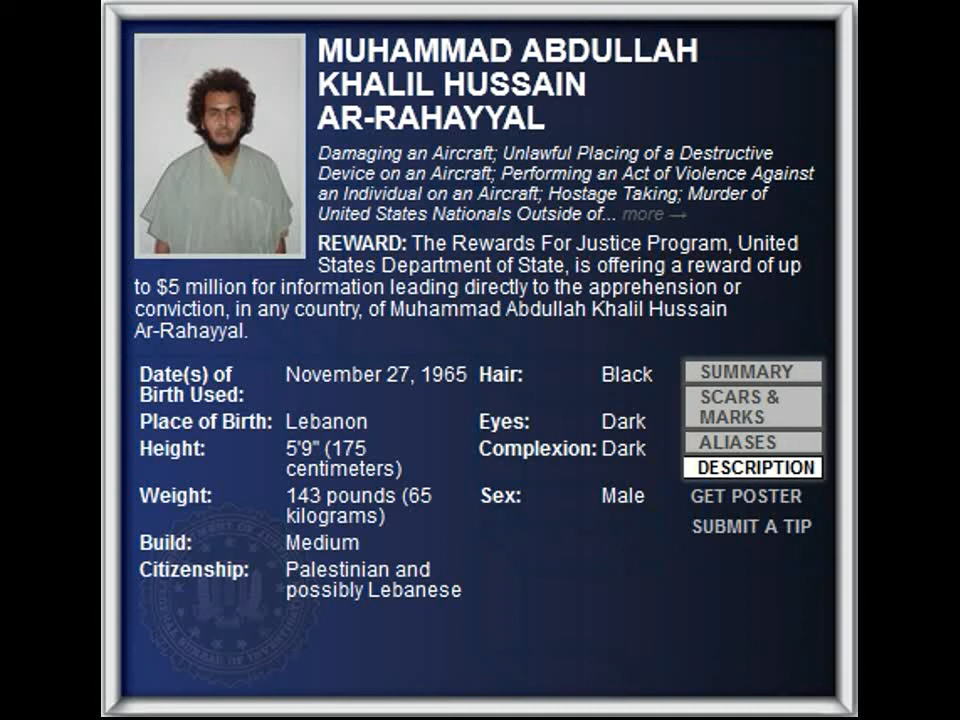 MUHAMMAD ABDULLAH
KHALIL HUSSAIN
AR-RAHAYYAL
Damaging an Aircraft; Unlawful Placing of a Destructive
Device on an Aircraft; Performing an Act of Violence Against
an Individual on an Aircraft; Hostage Taking; Murder of
United States Nationals Outside of... more →
REWARD: The Rewards For Justice Program, United
States Department of State, is offering a reward of up
to $5 million for information leading directly to the apprehension or
conviction, in any country, of Muhammad Abdullah Khalil Hussain
Ar-Rahayyal.
Date(s) of
Birth Used:
November 27, 1965
Hair: Black
Place of Birth: Lebanon
Eyes: Dark
Height: 5'9" (175
centimeters)
Complexion: Dark
Weight: 143 pounds (65
kilograms)
Sex: Male
Build: Medium
Citizenship: Palestinian and
possibly Lebanese
SUMMARY
SCARS &
MARKS
ALIASES
DESCRIPTION
GET POSTER
SUBMIT A TIP